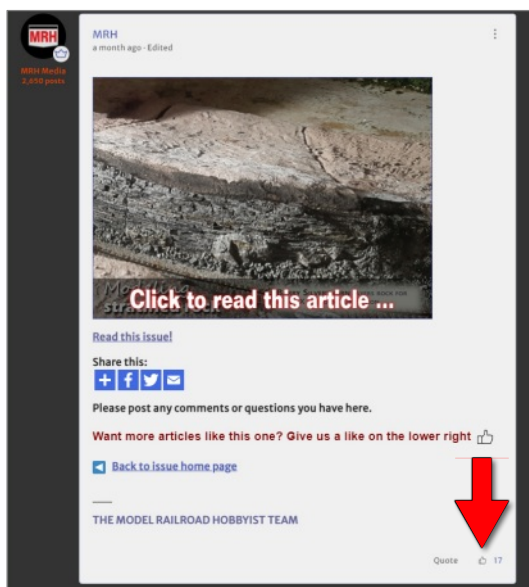 MRH
MRH Media
2,650 posts
MRH
a month ago · Edited
Click to read this article ...
Read this issue!
Share this:
Please post any comments or questions you have here.
Want more articles like this one? Give us a like on the lower right
Back to issue home page
THE MODEL RAILROAD HOBBYIST TEAM
Quote 17